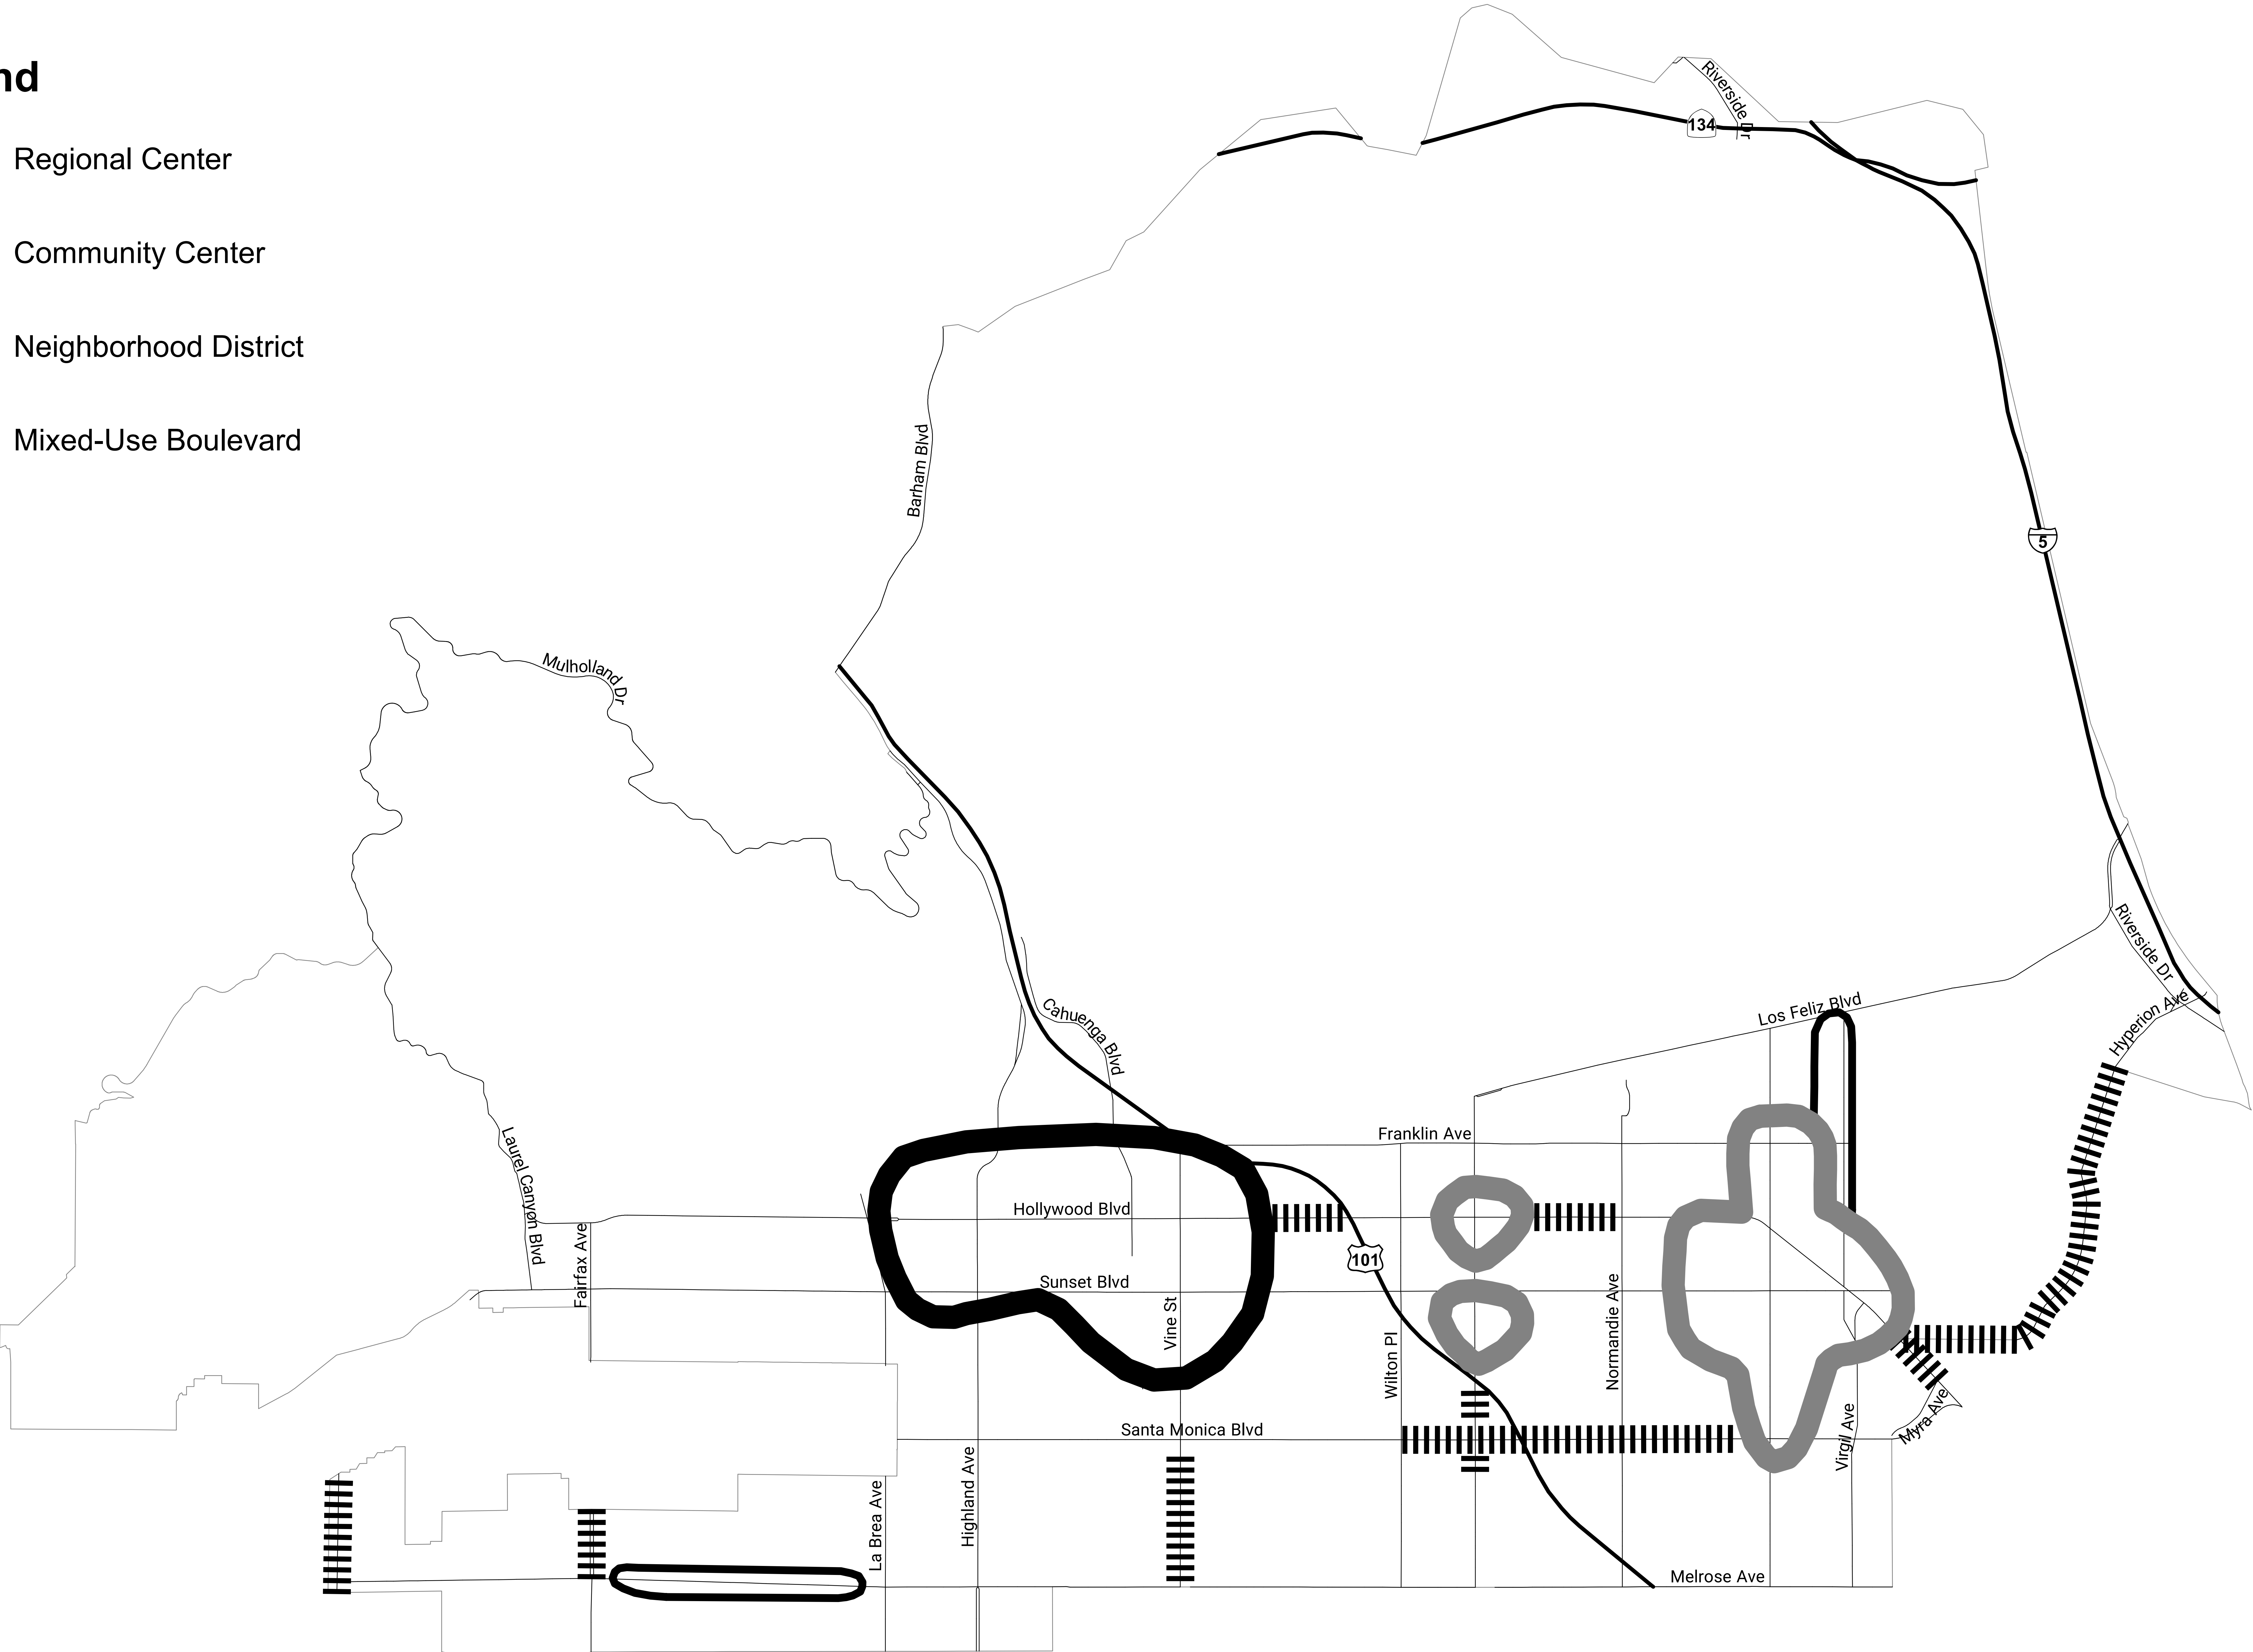 nd
Regional Center
Community Center
Neighborhood District
Mixed-Use Boulevard
Riverside Dr
134
Barham Blvd
5
Mulholland Dr
Riverside Dr
Los Feliz Blvd
Hyperion Ave
Cahuenga Blvd
Franklin Ave
Laurel Canyon Blvd
Hollywood Blvd
Fairfax Ave
101
Sunset Blvd
Vine St
Wilton Pl
Normandie Ave
Santa Monica Blvd
Virgil Ave
Myra Ave
La Brea Ave
Highland Ave
Melrose Ave